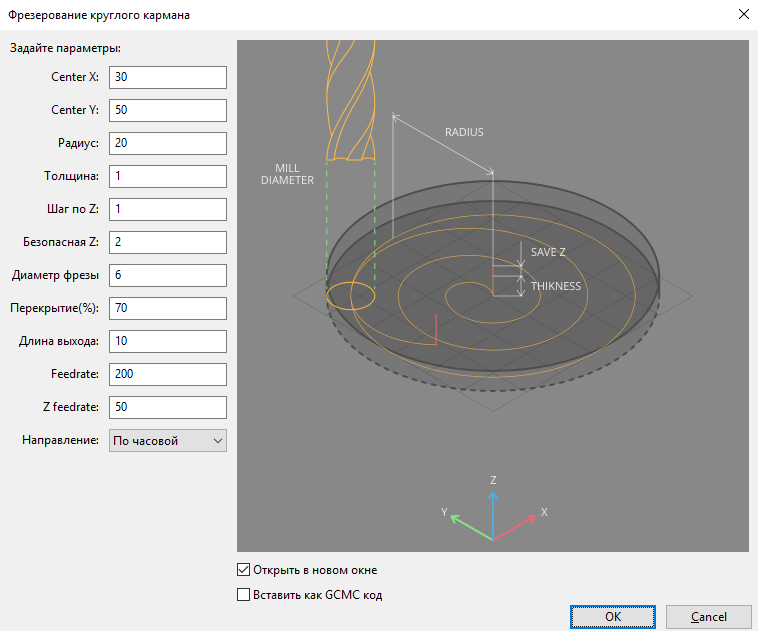 Фрезерование круглого кармана
Задайте параметры:
Center X: 30
Center Y: 50
Радиус: 20
Толщина: 1
Шаг по Z: 1
Безопасная Z: 2
Диаметр фрезы 6
Перекрытие(%): 70
Длина выхода: 10
Feedrate: 200
Z feedrate: 50
Направление: По часовой
RADIUS
MILL
DIAMETER
SAVE Z
THIKNESS
Z
Y
X
Открыть в новом окне
Вставить как GCMC код
OK
Cancel